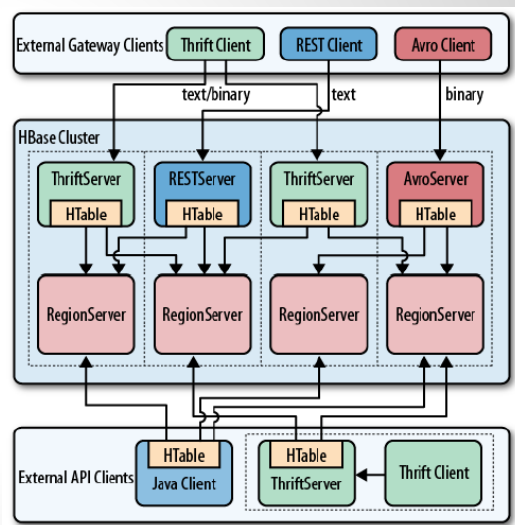 External Gateway Clients
Thrift Client
REST Client
Avro Client
text/binary
text
binary
HBase Cluster
ThriftServer
RESTServer
ThriftServer
AvroServer
HTable
HTable
HTable
HTable
RegionServer
RegionServer
RegionServer
RegionServer
External API Clients
HTable
Java Client
HTable
ThriftServer
Thrift Client